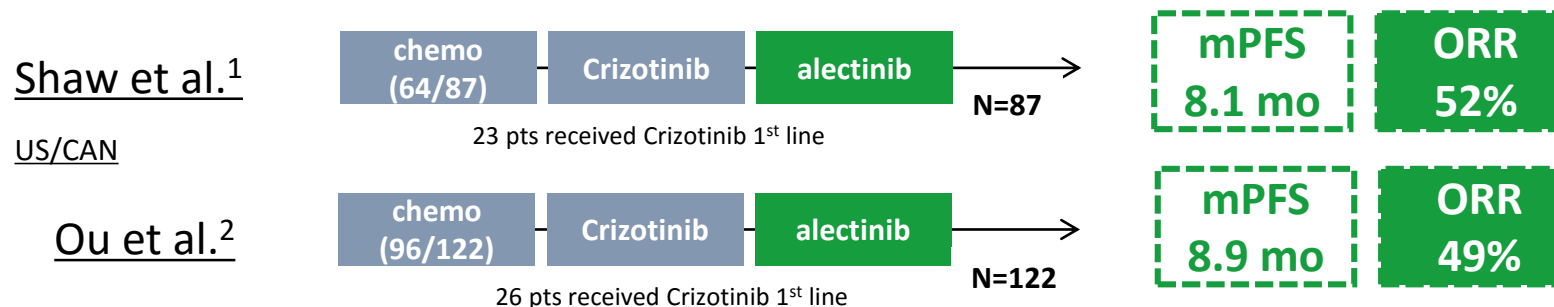 Shaw et al.1
US/CAN
chemo
(64/87)
Crizotinib
alectinib
N=87
23 pts received Crizotinib 1st line
mPFS
8.1 mo
ORR
52%
Ou et al.2
chemo
(96/122)
Crizotinib
alectinib
N=122
26 pts received Crizotinib 1st line
mPFS
8.9 mo
ORR
49%